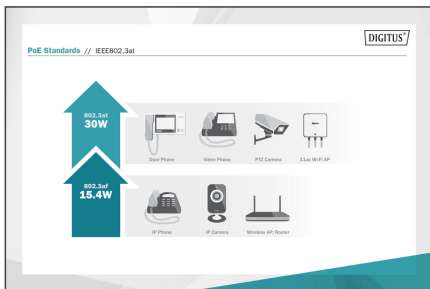 DIGITUS®
PoE Standards // IEEE802.3at
802.3at
30W
Door Phone
Video Phone
PTZ Camera
11ac Wi-Fi AP
802.3af
15.4W
IP Phone
IP Camera
Wireless AP/Router